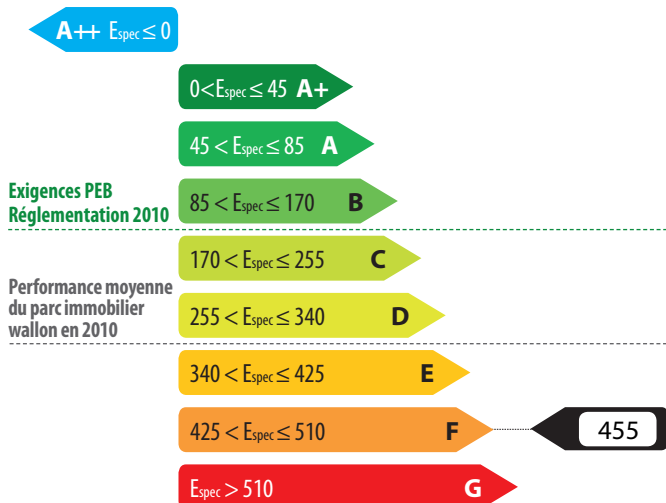 A++ Espec ≤ 0
0 < Espec ≤ 45 A+
45 < Espec ≤ 85 A
Exigences PEB
Réglementation 2010
85 < Espec ≤ 170 B
170 < Espec ≤ 255 C
Performance moyenne
du parc immobilier
wallon en 2010
255 < Espec ≤ 340 D
340 < Espec ≤ 425 E
425 < Espec ≤ 510 F 455
Espec > 510 G